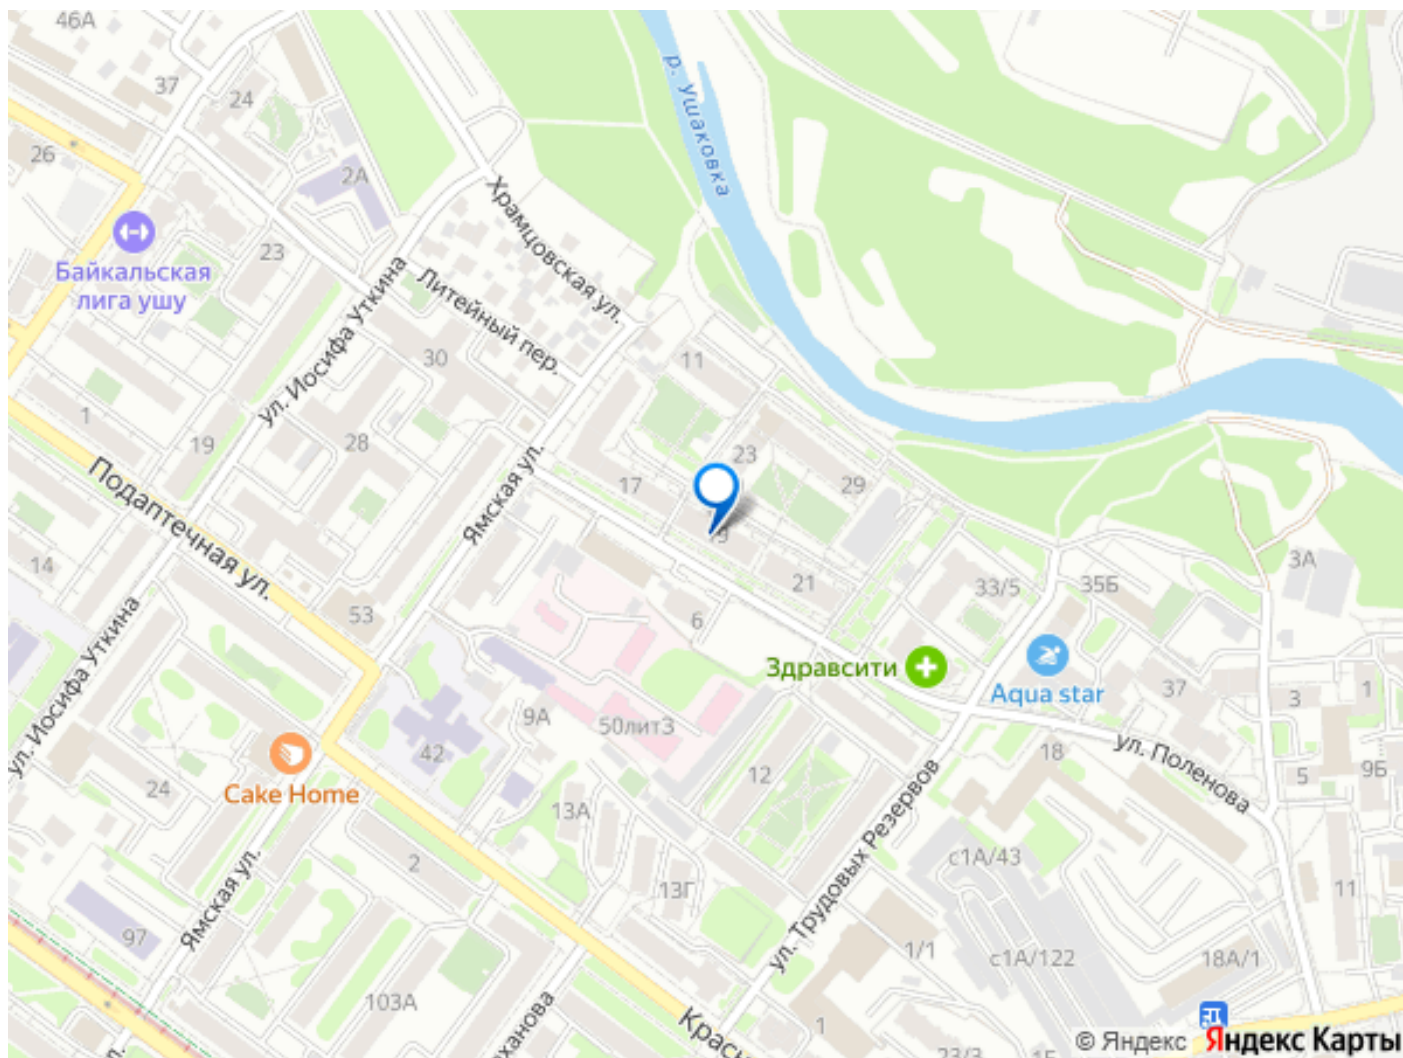 46А
37
24
26
2А
р. Ушаковка
Храмцовская ул.
23
Байкальская
лига ушу
ул. Иосифа Уткина
Литейный пер.
30
11
1
19
28
23
17
29
Ямская ул.
Подаптечная ул.
19
21
14
3А
33/5
35Б
53
6
Здравсити
Aqua star
ул. Иосифа Уткина
9А
50лит3
37
3
1
42
12
18
ул. Поленова
5
9Б
Cake Home
24
13А
ул. Трудовых Резервов
с1А/43
2
13Г
11
Ямская ул.
97
1/1
с1А/122
18А/1
103А
1
23/3
© Яндекс Яндекс Карты